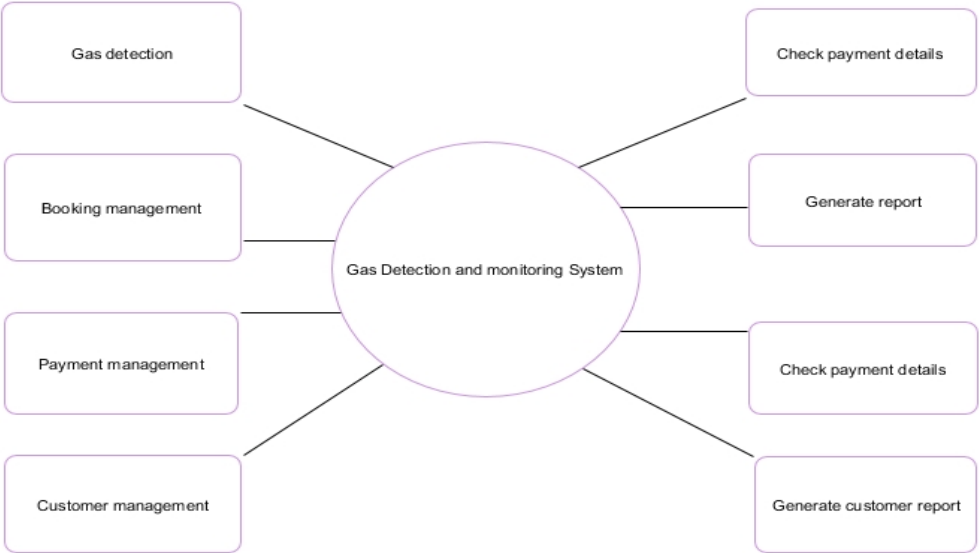 Gas detection
Check payment details
Booking management
Generate report
Gas Detection and monitoring System
Payment management
Check payment details
Customer management
Generate customer report